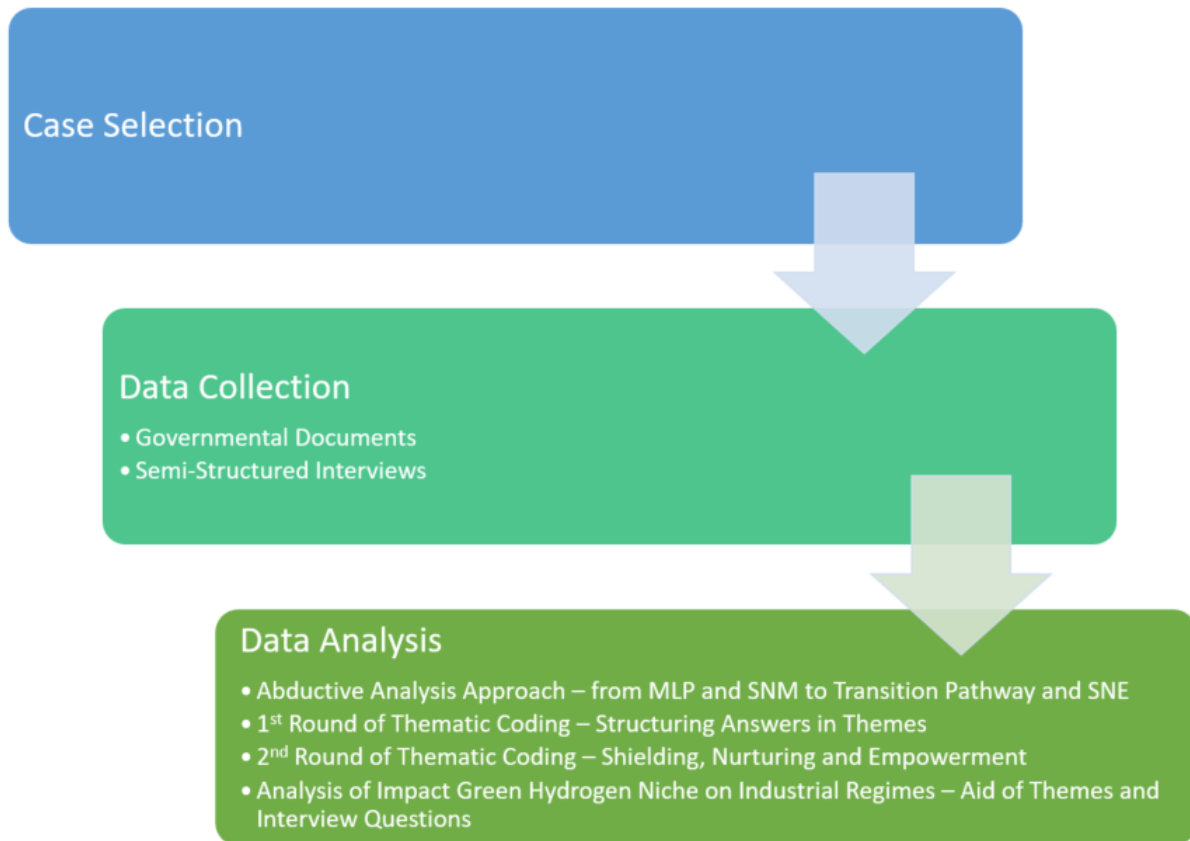 Case Selection
Data Collection
• Governmental Documents
• Semi-Structured Interviews
Data Analysis
• Abductive Analysis Approach – from MLP and SNM to Transition Pathway and SNE
• 1st Round of Thematic Coding – Structuring Answers in Themes
• 2nd Round of Thematic Coding – Shielding, Nurturing and Empowerment
• Analysis of Impact Green Hydrogen Niche on Industrial Regimes – Aid of Themes and
Interview Questions